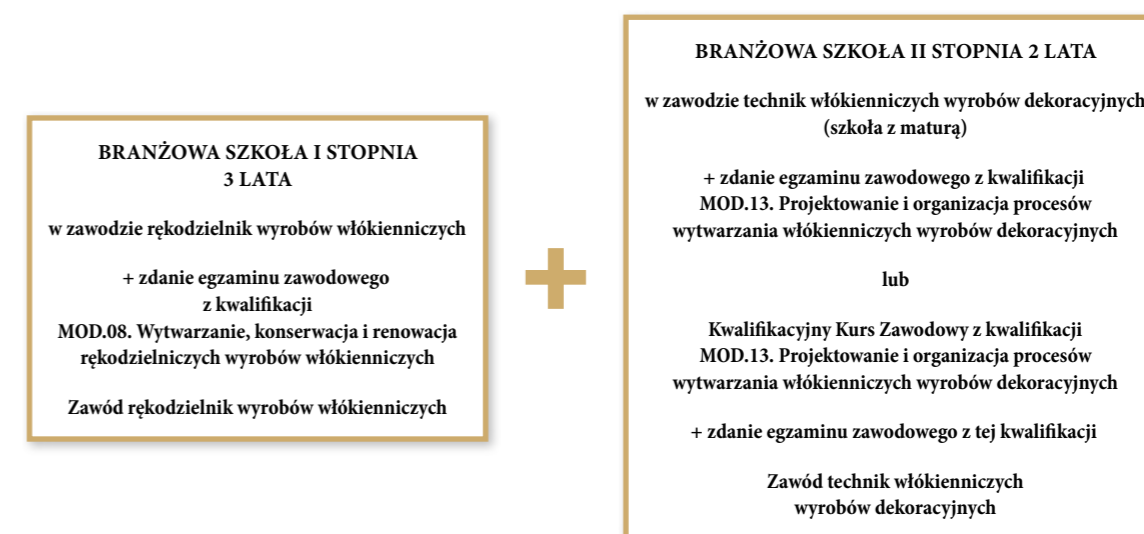 BRANŻOWA SZKOŁA I STOPNIA
3 LATA
w zawodzie rękodzielnik wyrobów włókienniczych
+ zdanie egzaminu zawodowego
z kwalifikacji
MOD.08. Wytwarzanie, konserwacja i renowacja
rękodzielniczych wyrobów włókienniczych
Zawód rękodzielnik wyrobów włókienniczych
+
BRANŻOWA SZKOŁA II STOPNIA 2 LATA
w zawodzie technik włókienniczych wyrobów dekoracyjnych
(szkoła z maturą)
+ zdanie egzaminu zawodowego z kwalifikacji
MOD.13. Projektowanie i organizacja procesów
wytwarzania włókienniczych wyrobów dekoracyjnych
lub
Kwalifikacyjny Kurs Zawodowy z kwalifikacji
MOD.13. Projektowanie i organizacja procesów
wytwarzania włókienniczych wyrobów dekoracyjnych
+ zdanie egzaminu zawodowego z tej kwalifikacji
Zawód technik włókienniczych
wyrobów dekoracyjnych